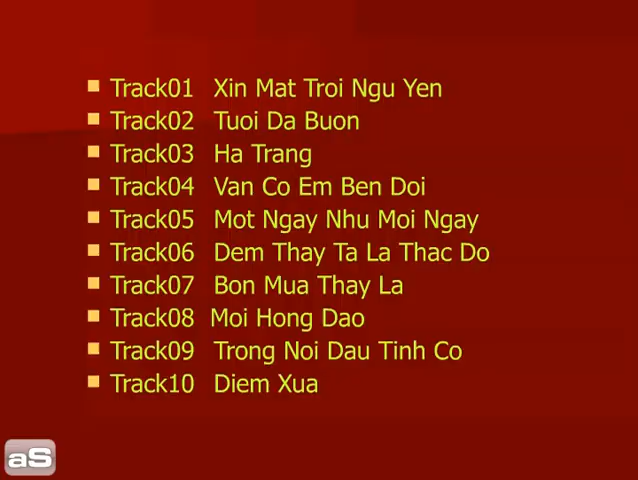 Track01 Xin Mat Troi Ngu Yen
Track02 Tuoi Da Buon
Track03 Ha Trang
Track04 Van Co Em Ben Doi
Track05 Mot Ngay Nhu Moi Ngay
Track06 Dem Thay Ta La Thac Do
Track07 Bon Mua Thay La
Track08 Moi Hong Dao
Track09 Trong Noi Dau Tinh Co
Track10 Diem Xua
aS